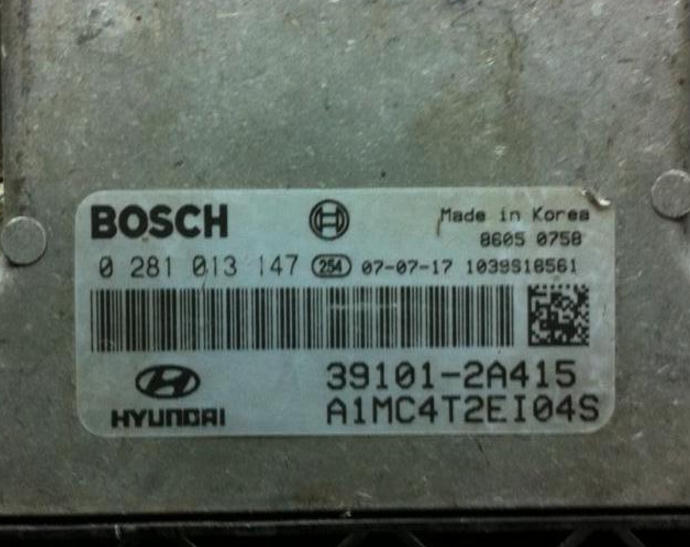 BOSCH
Made in Korea
8605 0758
0 281 013 147 254 07-07-17 1039S18561
39101-2A415
HYUNDAI A1MC4T2EI04S